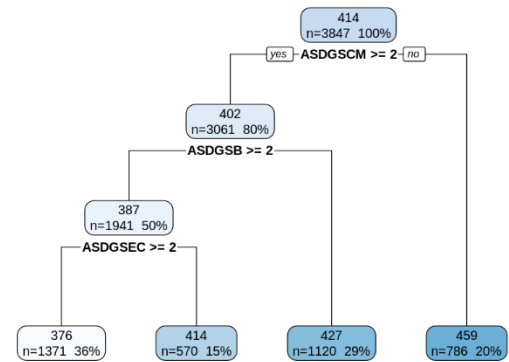 414
n=3847 100%
yes ASDGSCM >= 2 no
402
n=3061 80%
ASDGSB >= 2
387
n=1941 50%
ASDGSEC >= 2
376
n=1371 36%
414
n=570 15%
427
n=1120 29%
459
n=786 20%